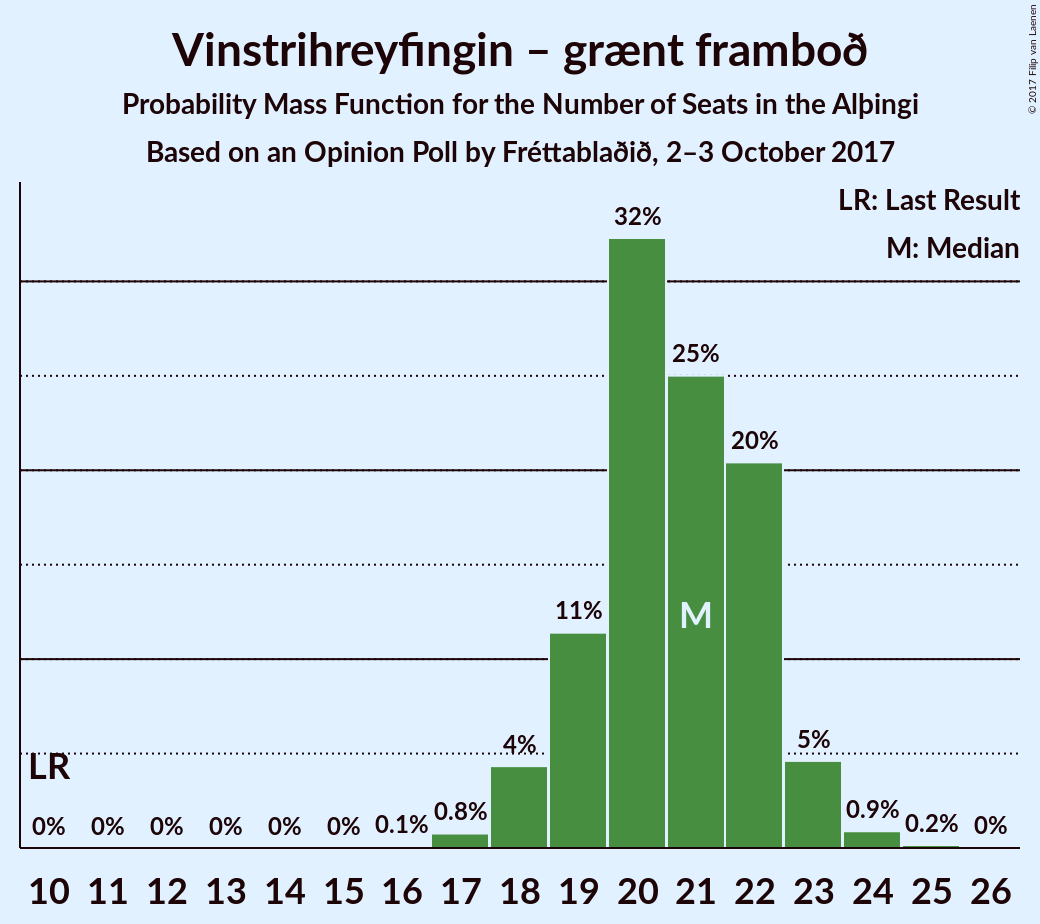 Vinstrihreyfingin – grænt framboð
Probability Mass Function for the Number of Seats in the Alþingi
Based on an Opinion Poll by Fréttablaðið, 2–3 October 2017
© 2017 Filip van Laenen
LR: Last Result
M: Median
32%
25%
20%
11%
M
4%
5%
LR
0% 0% 0% 0% 0% 0% 0.1% 0.8% 0.9% 0.2% 0%
10 11 12 13 14 15 16 17 18 19 20 21 22 23 24 25 26